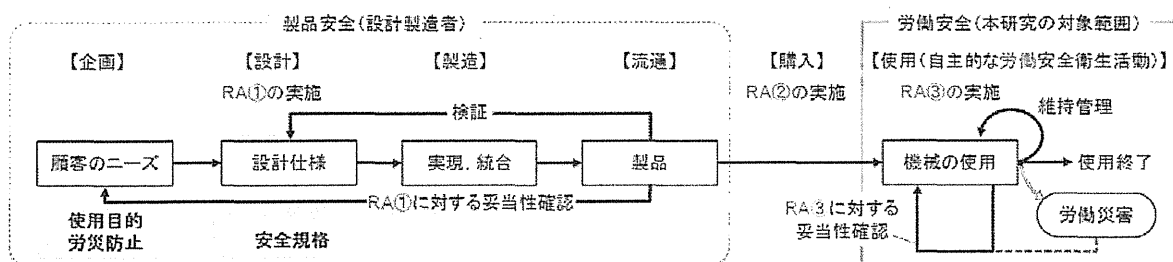 製品安全(設計製造者)
労働安全(本研究の対象範囲)
【企画】
【設計】
【製造】
【流通】
【購入】
【使用(自主的な労働安全衛生活動)】
RA①の実施
RA②の実施
RA③の実施
検証
維持管理
顧客のニーズ
設計仕様
実現,統合
製品
機械の使用
使用終了
RA①に対する妥当性確認
使用目的
労災防止
安全規格
RA③に対する
妥当性確認
労働災害